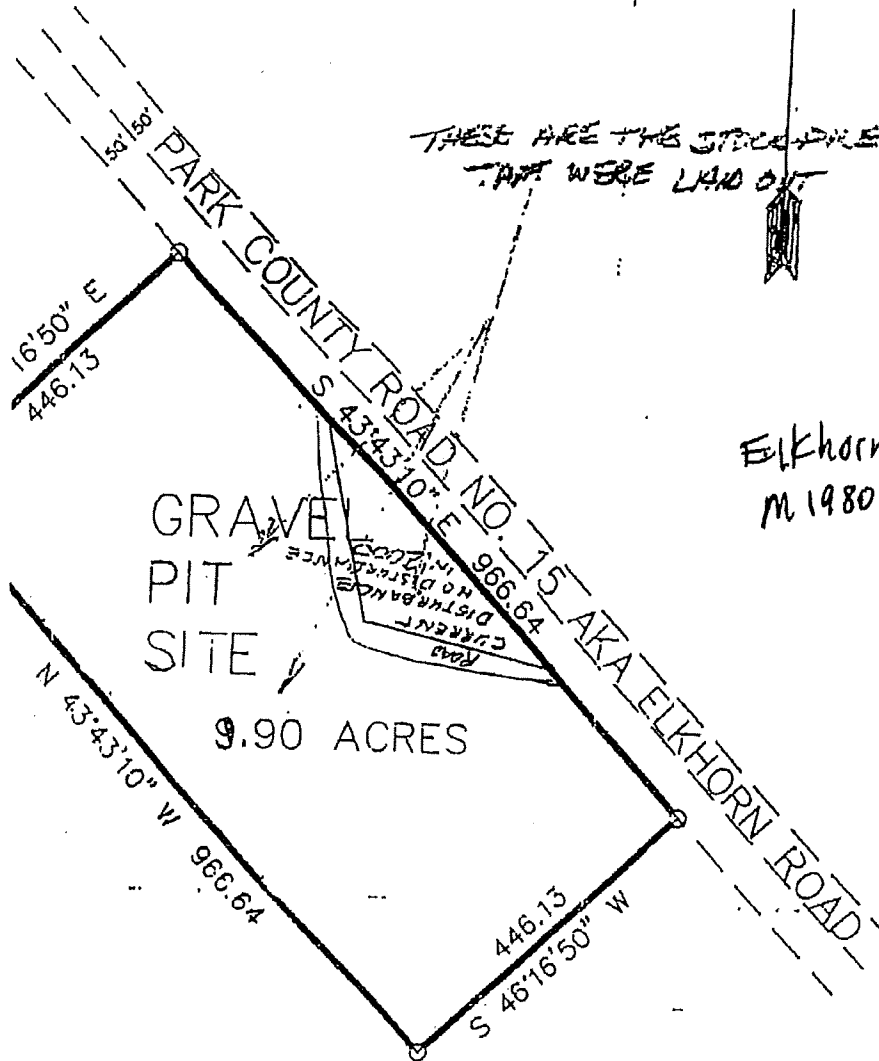 THESE ARE THE STOCKPILE
THAT WERE LAID OUT
50' 50'
PARK COUNTY ROAD NO. 15 AKA ELKHORN ROAD
16'50" E
446.13
S 43°43'10" E 966.64
Elkhorn
M 1980
GRAVEL
PIT
SITE
9.90 ACRES
ROAD
CURRENT
DISTURBANCE
NO DISTURBANCE
IN
N 43°43'10" W 966.64
446.13
S 46°16'50" W